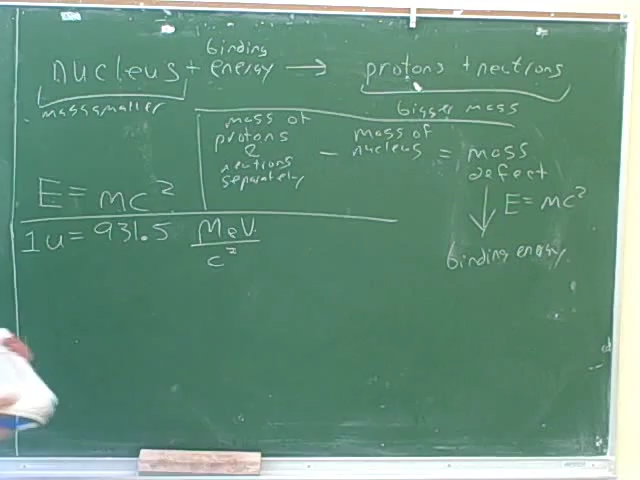 binding
nucleus + energy → protons + neutrons
mass smaller
bigger mass
mass of protons & neutrons separately − mass of nucleus = mass defect
E = mc²
E = mc²
1u = 931.5 MeV/c²
binding energy